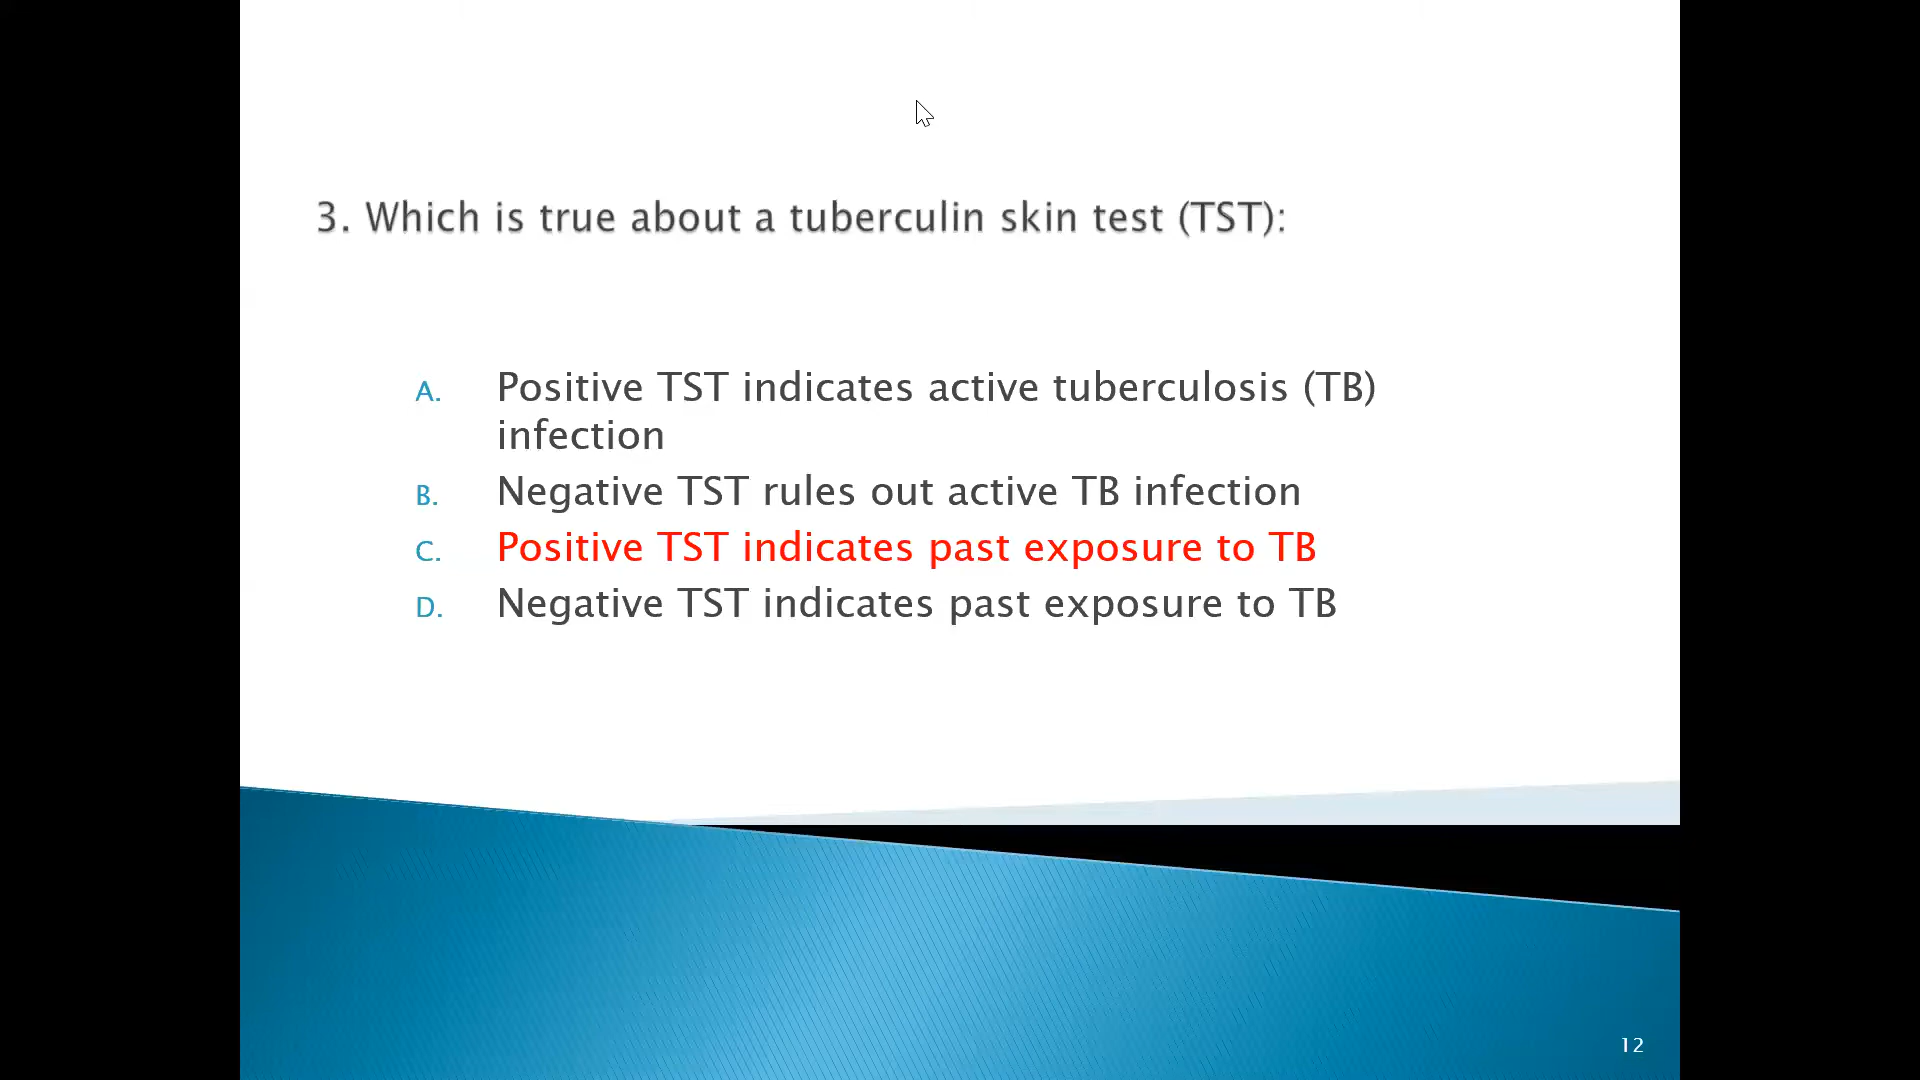 3. Which is true about a tuberculin skin test (TST):
A. Positive TST indicates active tuberculosis (TB)
infection
B. Negative TST rules out active TB infection
C. Positive TST indicates past exposure to TB
D. Negative TST indicates past exposure to TB
12